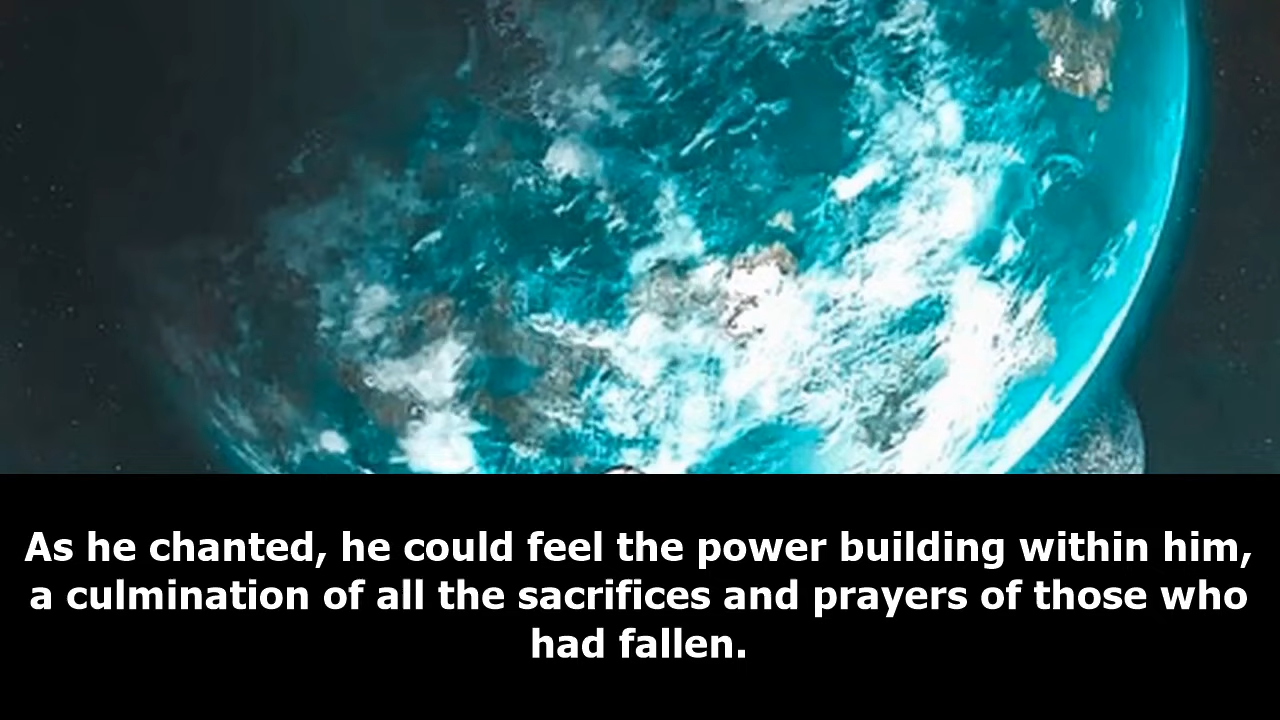 As he chanted, he could feel the power building within him,
a culmination of all the sacrifices and prayers of those who
had fallen.